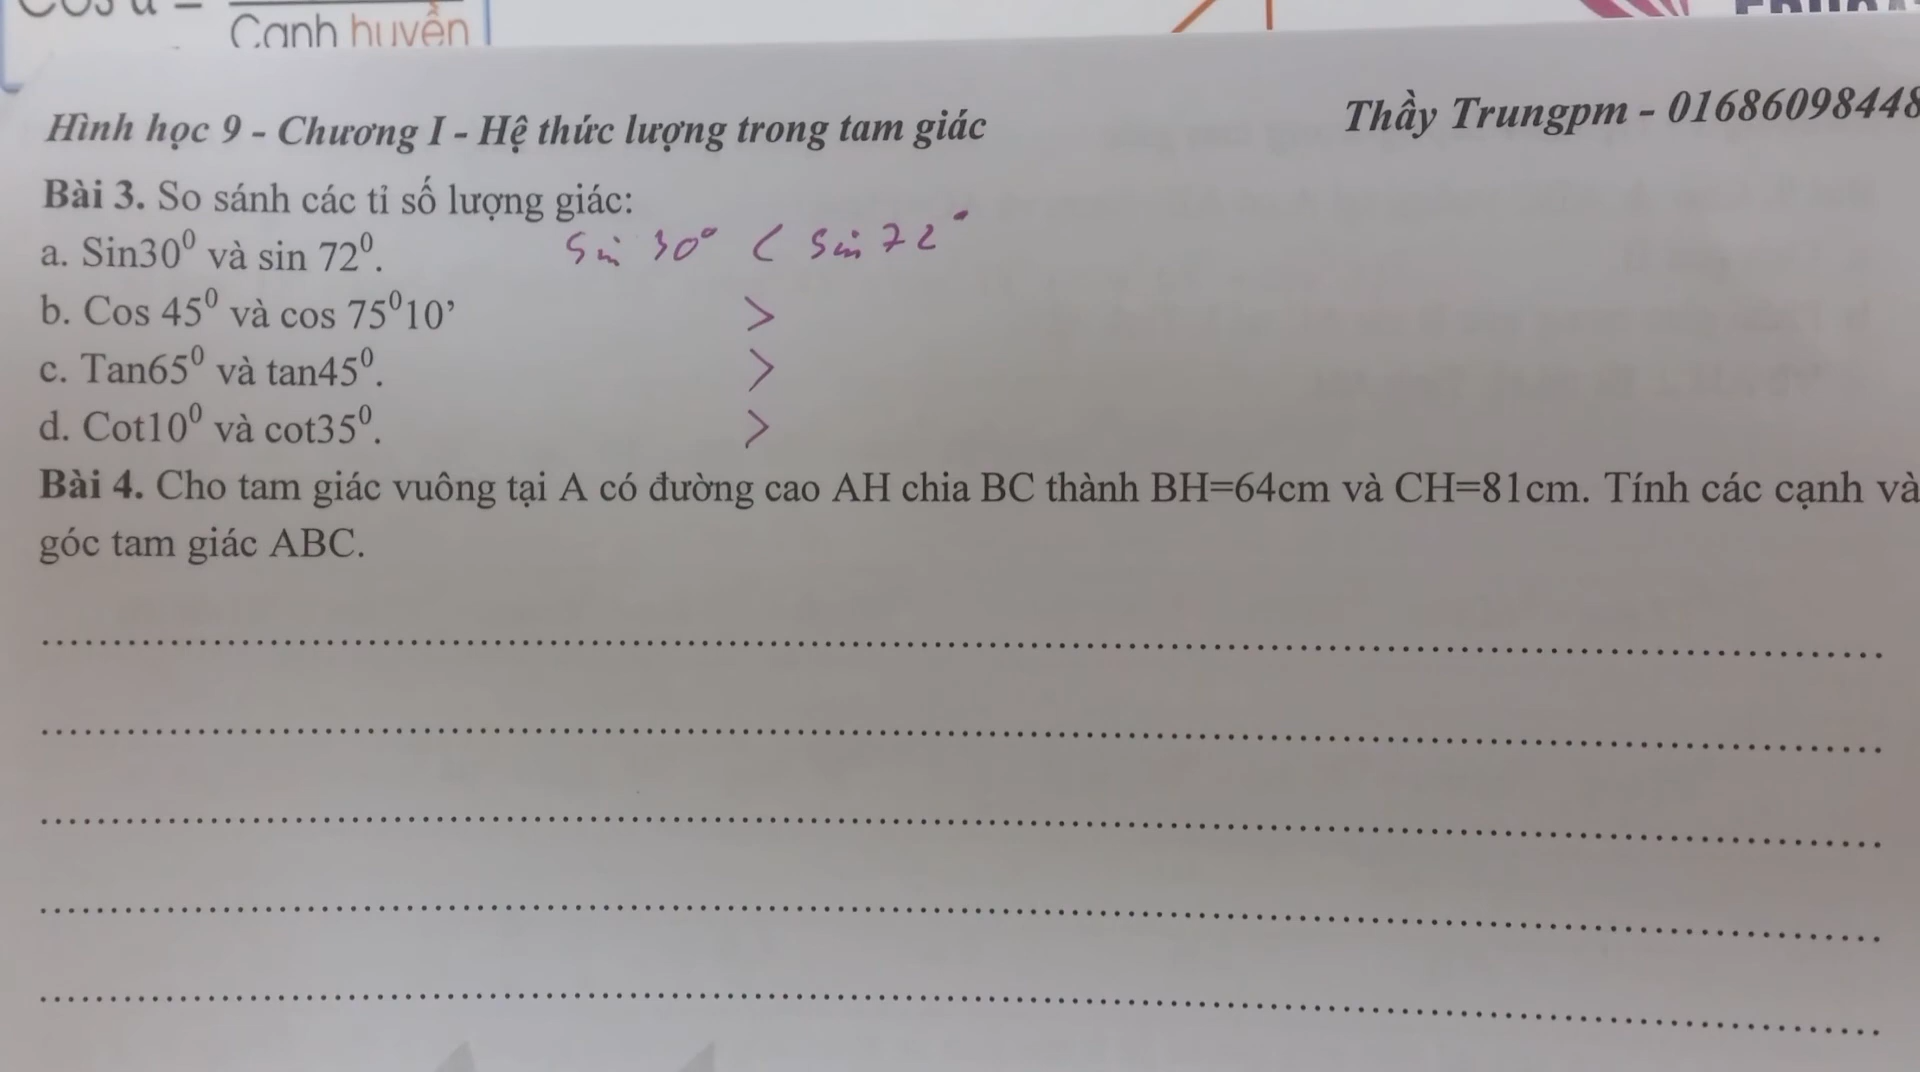 Cạnh huyền
Hình học 9 - Chương I - Hệ thức lượng trong tam giác
Thầy Trungpm - 01686098448
Bài 3. So sánh các tỉ số lượng giác:
a. Sin30⁰ và sin 72⁰. Sin 30° < Sin 72°
b. Cos 45⁰ và cos 75⁰10’ >
c. Tan65⁰ và tan45⁰. >
d. Cot10⁰ và cot35⁰. >
Bài 4. Cho tam giác vuông tại A có đường cao AH chia BC thành BH=64cm và CH=81cm. Tính các cạnh và
góc tam giác ABC.